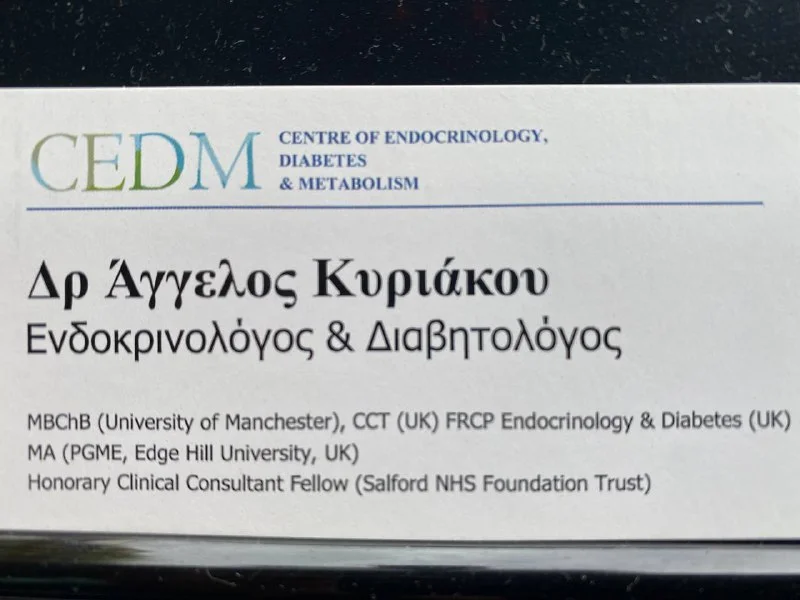 CEDM
CENTRE OF ENDOCRINOLOGY,
DIABETES
& METABOLISM
Δρ Άγγελος Κυριάκου
Ενδοκρινολόγος & Διαβητολόγος
MBChB (University of Manchester), CCT (UK) FRCP Endocrinology & Diabetes (UK)
MA (PGME, Edge Hill University, UK)
Honorary Clinical Consultant Fellow (Salford NHS Foundation Trust)